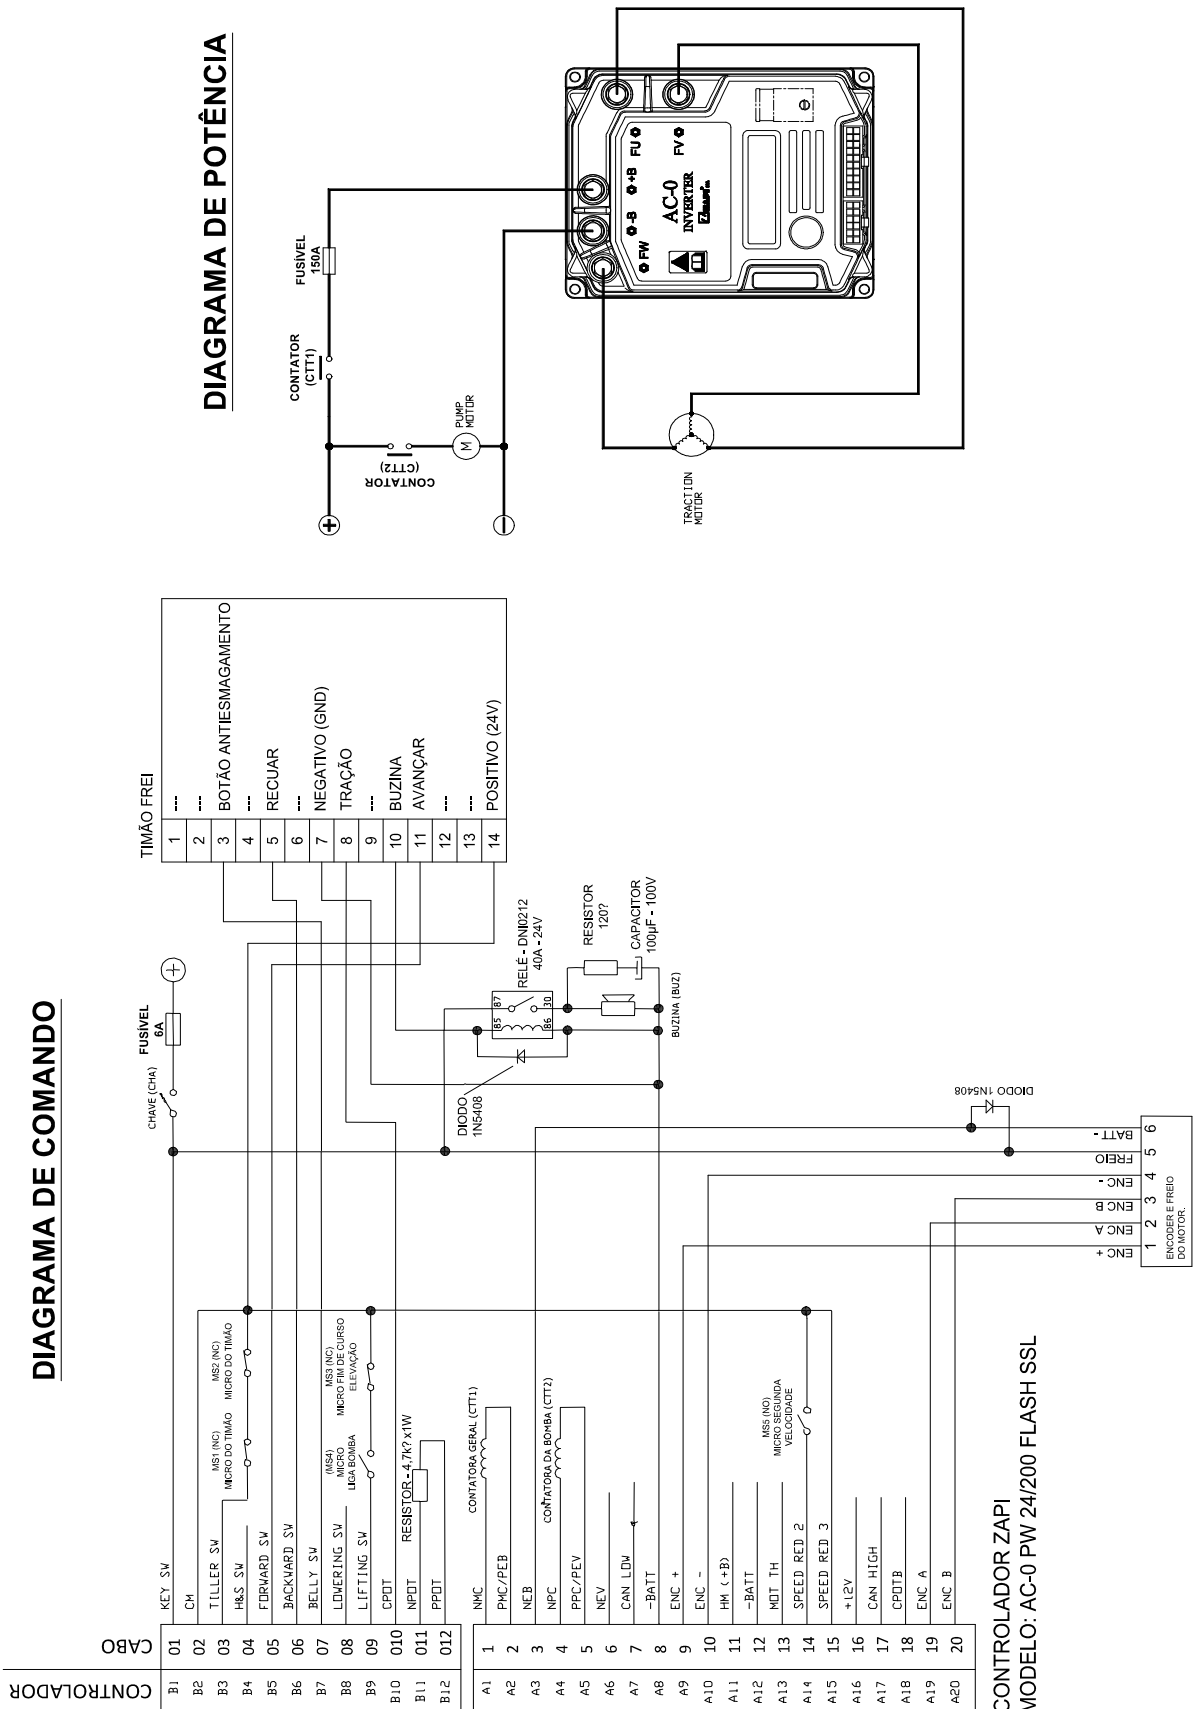 DIAGRAMA DE COMANDO
DIAGRAMA DE POTÊNCIA
CONTROLADOR
CABO
B1 01 KEY SW
B2 02 CM
B3 03 TILLER SW
B4 04 H&S SW
B5 05 FORWARD SW
B6 06 BACKWARD SW
B7 07 BELLY SW
B8 08 LOWERING SW
B9 09 LIFTING SW
B10 010 CPOT
B11 011 NPOT
B12 012 PPOT
A1 1 NMC
A2 2 PMC/PEB
A3 3 NEB
A4 4 NPC
A5 5 PPC/PEV
A6 6 NEV
A7 7 CAN LOW
A8 8 -BATT
A9 9 ENC +
A10 10 ENC -
A11 11 HM (+B)
A12 12 -BATT
A13 13 MOT TH
A14 14 SPEED RED 2
A15 15 SPEED RED 3
A16 16 +12V
A17 17 CAN HIGH
A18 18 CPOTB
A19 19 ENC A
A20 20 ENC B
CONTROLADOR ZAPI
MODELO: AC-0 PW 24/200 FLASH SSL
MS1 (NC)
MICRO DO TIMÃO
MS2 (NC)
MICRO DO TIMÃO
(MS4)
MICRO
LIGA BOMBA
MS3 (NC)
MICRO FIM DE CURSO
ELEVAÇÃO
RESISTOR - 4,7k? x1W
CONTATORA GERAL (CTT1)
CONTATORA DA BOMBA (CTT2)
MS5 (NO)
MICRO SEGUNDA
VELOCIDADE
CHAVE (CHA)
FUSÍVEL
6A
+
DIODO
1N5408
85
87
86
30
RELÉ - DNI0212
40A - 24V
RESISTOR
120?
CAPACITOR
100µF - 100V
BUZINA (BUZ)
DIODO 1N5408
ENC + 1
ENC A 2
ENC B 3
ENC - 4
FREIO 5
BATT - 6
ENCODER E FREIO
DO MOTOR.
TIMÃO FREI
1 ---
2 ---
3 BOTÃO ANTIESMAGAMENTO
4 ---
5 RECUAR
6 ---
7 NEGATIVO (GND)
8 TRAÇÃO
9 ---
10 BUZINA
11 AVANÇAR
12 ---
13 ---
14 POSITIVO (24V)
+
−
CONTATOR
(CTT2)
M
PUMP
MOTOR
CONTATOR
(CTT1)
FUSÍVEL
150A
TRACTION
MOTOR
FW
-B
+B
FU
FV
AC-0
INVERTER